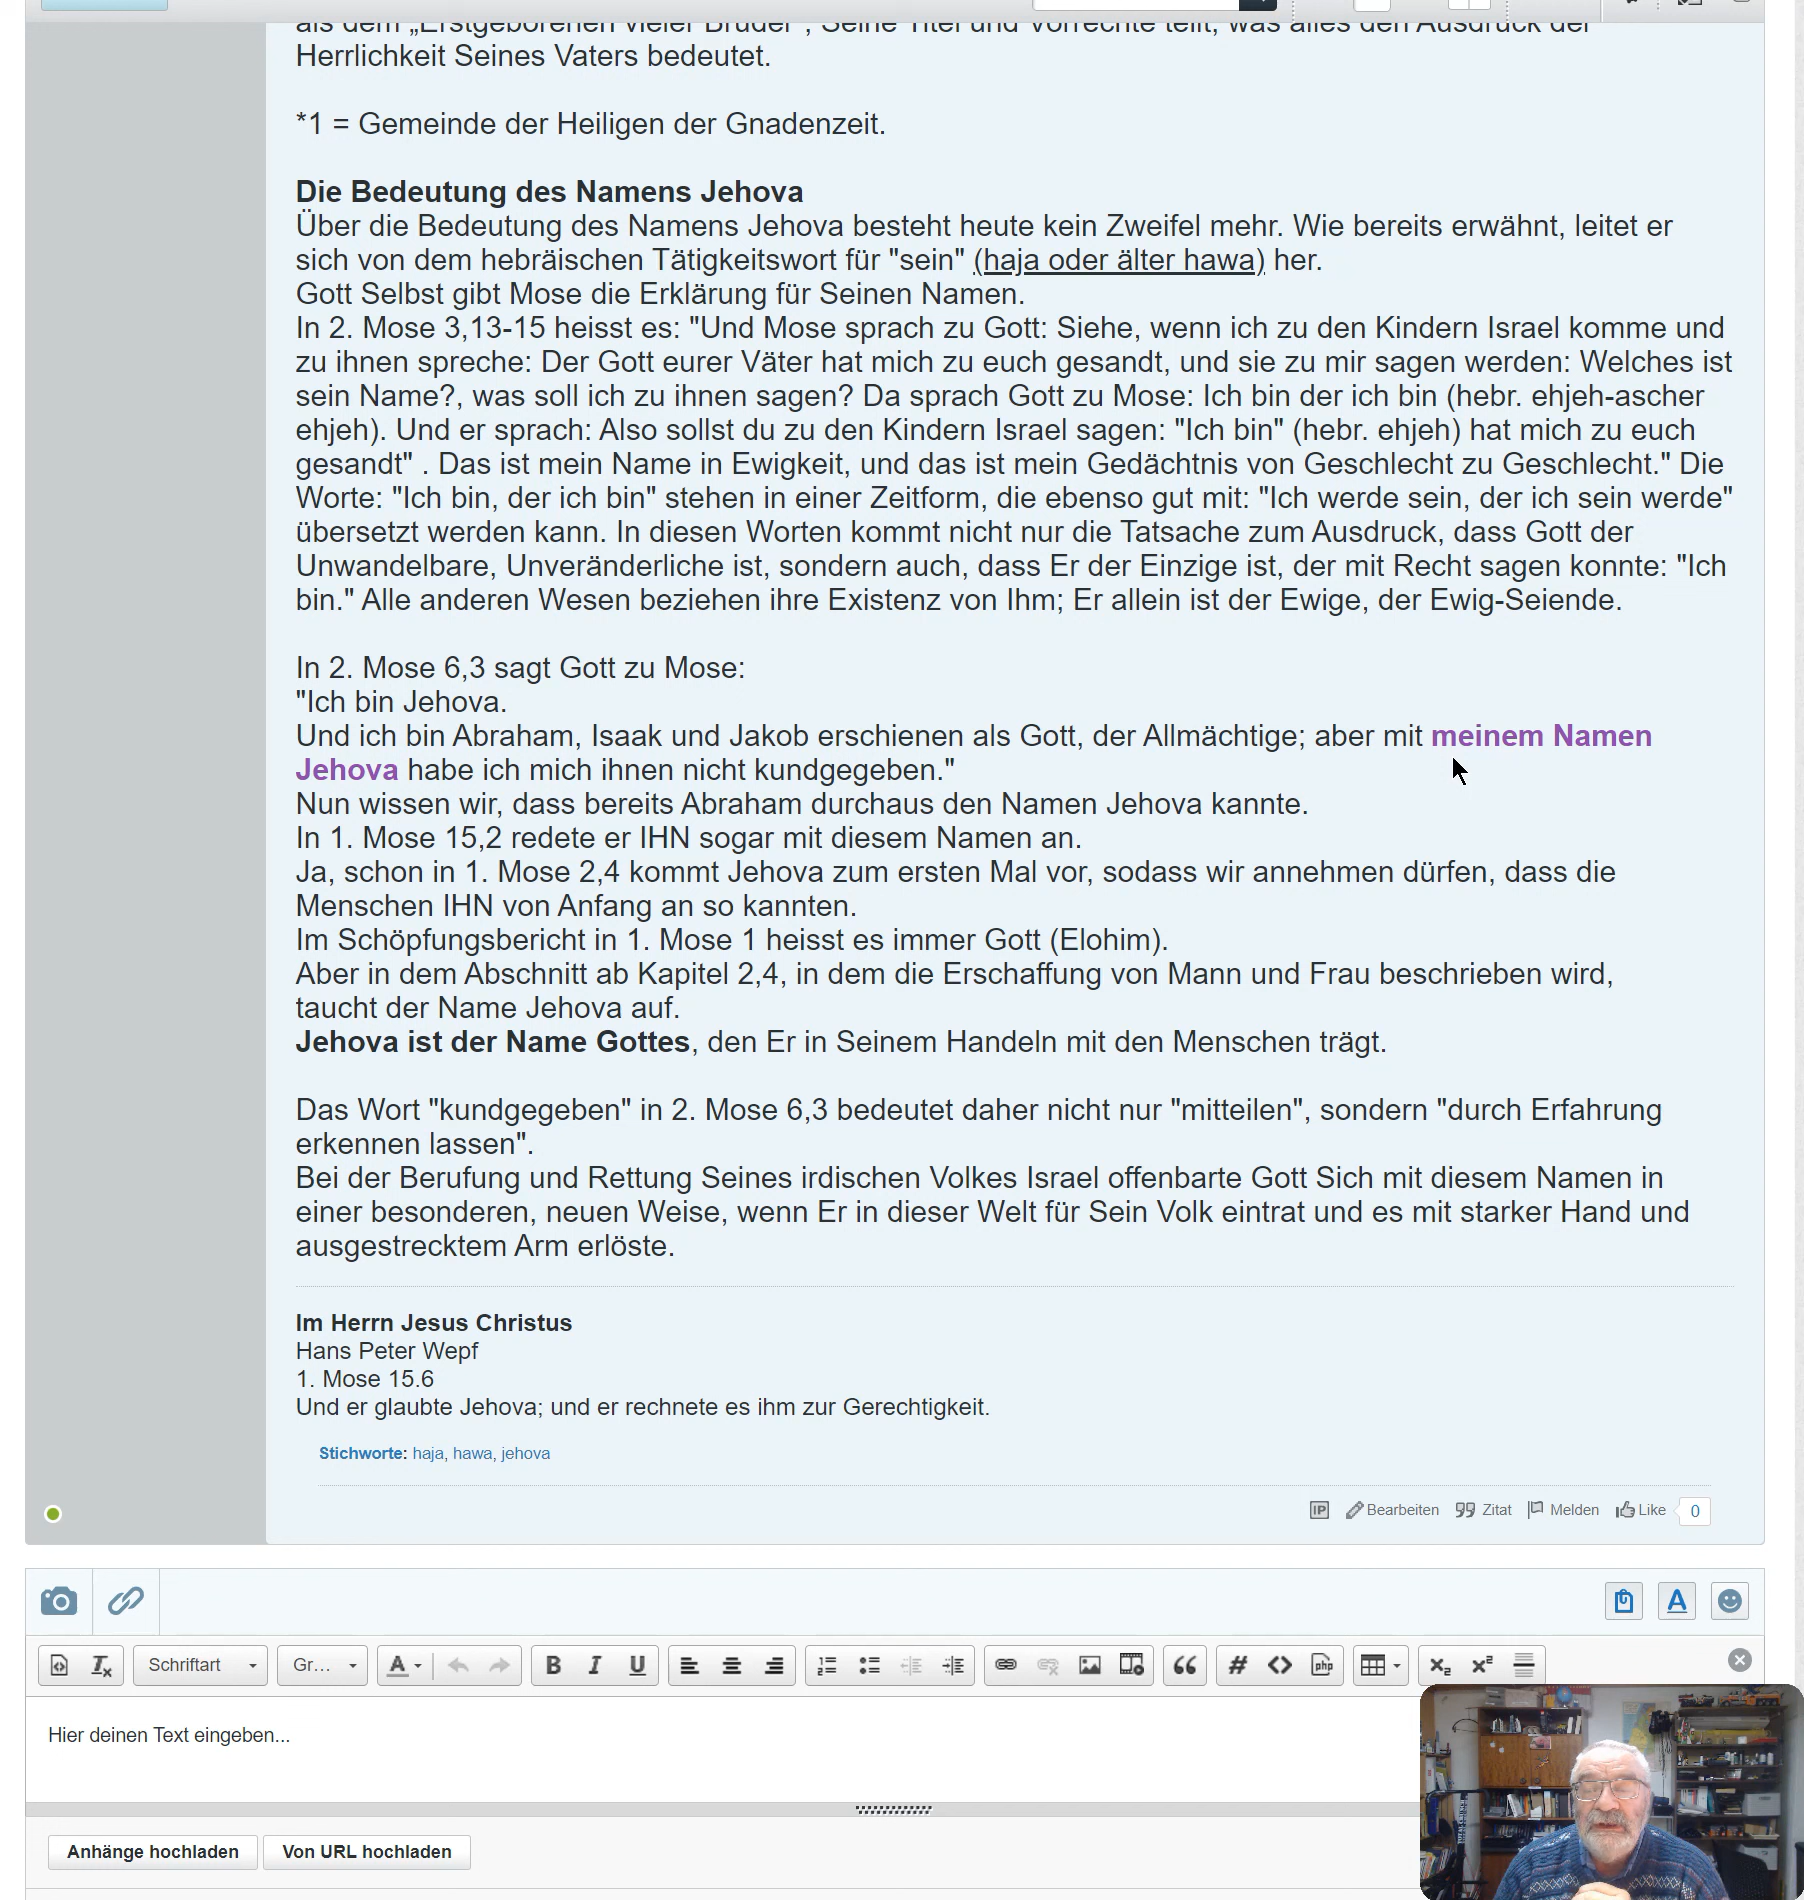 als dem „Erstgeborenen vieler Brüder“, Seine Titel und Vorrechte teilt, was alles den Ausdruck der
Herrlichkeit Seines Vaters bedeutet.
*1 = Gemeinde der Heiligen der Gnadenzeit.
Die Bedeutung des Namens Jehova
Über die Bedeutung des Namens Jehova besteht heute kein Zweifel mehr. Wie bereits erwähnt, leitet er
sich von dem hebräischen Tätigkeitswort für "sein" (haja oder älter hawa) her.
Gott Selbst gibt Mose die Erklärung für Seinen Namen.
In 2. Mose 3,13-15 heisst es: "Und Mose sprach zu Gott: Siehe, wenn ich zu den Kindern Israel komme und
zu ihnen spreche: Der Gott eurer Väter hat mich zu euch gesandt, und sie zu mir sagen werden: Welches ist
sein Name?, was soll ich zu ihnen sagen? Da sprach Gott zu Mose: Ich bin der ich bin (hebr. ehjeh-ascher
ehjeh). Und er sprach: Also sollst du zu den Kindern Israel sagen: "Ich bin" (hebr. ehjeh) hat mich zu euch
gesandt" . Das ist mein Name in Ewigkeit, und das ist mein Gedächtnis von Geschlecht zu Geschlecht." Die
Worte: "Ich bin, der ich bin" stehen in einer Zeitform, die ebenso gut mit: "Ich werde sein, der ich sein werde"
übersetzt werden kann. In diesen Worten kommt nicht nur die Tatsache zum Ausdruck, dass Gott der
Unwandelbare, Unveränderliche ist, sondern auch, dass Er der Einzige ist, der mit Recht sagen konnte: "Ich
bin." Alle anderen Wesen beziehen ihre Existenz von Ihm; Er allein ist der Ewige, der Ewig-Seiende.
In 2. Mose 6,3 sagt Gott zu Mose:
"Ich bin Jehova.
Und ich bin Abraham, Isaak und Jakob erschienen als Gott, der Allmächtige; aber mit meinem Namen
Jehova habe ich mich ihnen nicht kundgegeben."
Nun wissen wir, dass bereits Abraham durchaus den Namen Jehova kannte.
In 1. Mose 15,2 redete er IHN sogar mit diesem Namen an.
Ja, schon in 1. Mose 2,4 kommt Jehova zum ersten Mal vor, sodass wir annehmen dürfen, dass die
Menschen IHN von Anfang an so kannten.
Im Schöpfungsbericht in 1. Mose 1 heisst es immer Gott (Elohim).
Aber in dem Abschnitt ab Kapitel 2,4, in dem die Erschaffung von Mann und Frau beschrieben wird,
taucht der Name Jehova auf.
Jehova ist der Name Gottes, den Er in Seinem Handeln mit den Menschen trägt.
Das Wort "kundgegeben" in 2. Mose 6,3 bedeutet daher nicht nur "mitteilen", sondern "durch Erfahrung
erkennen lassen".
Bei der Berufung und Rettung Seines irdischen Volkes Israel offenbarte Gott Sich mit diesem Namen in
einer besonderen, neuen Weise, wenn Er in dieser Welt für Sein Volk eintrat und es mit starker Hand und
ausgestrecktem Arm erlöste.
Im Herrn Jesus Christus
Hans Peter Wepf
1. Mose 15.6
Und er glaubte Jehova; und er rechnete es ihm zur Gerechtigkeit.
Stichworte: haja, hawa, jehova
IP Bearbeiten Zitat Melden Like 0
Schriftart Gr...
Hier deinen Text eingeben...
Anhänge hochladen Von URL hochladen